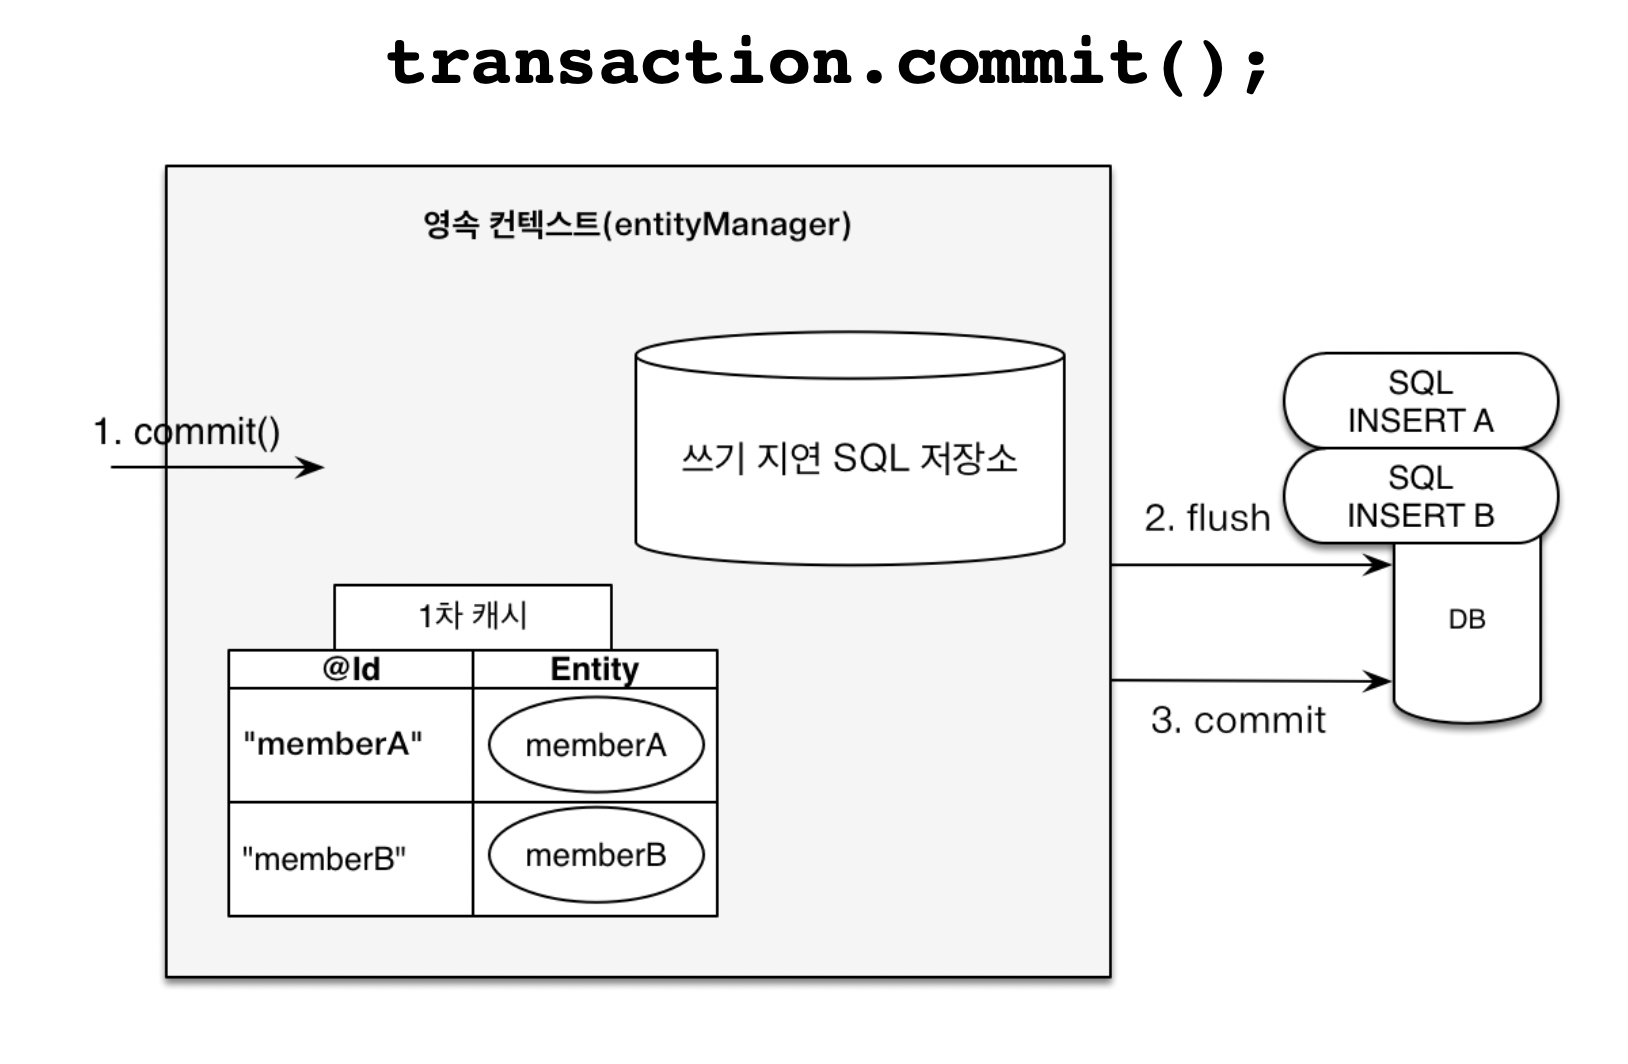 transaction.commit();
영속 컨텍스트(entityManager)
1. commit()
쓰기 지연 SQL 저장소
SQL
INSERT A
SQL
INSERT B
2. flush
DB
3. commit
1차 캐시
@Id Entity
"memberA" memberA
"memberB" memberB